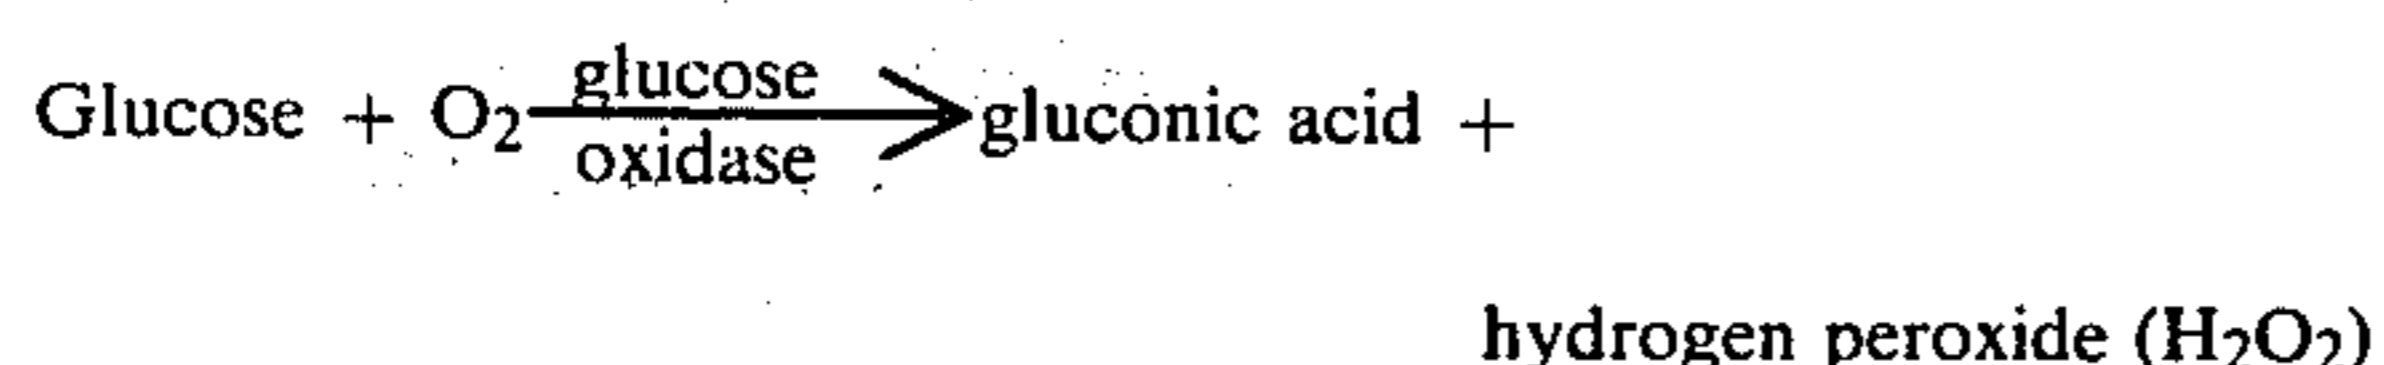 Glucose + O₂ glucose oxidase > gluconic acid +
hydrogen peroxide (H₂O₂)